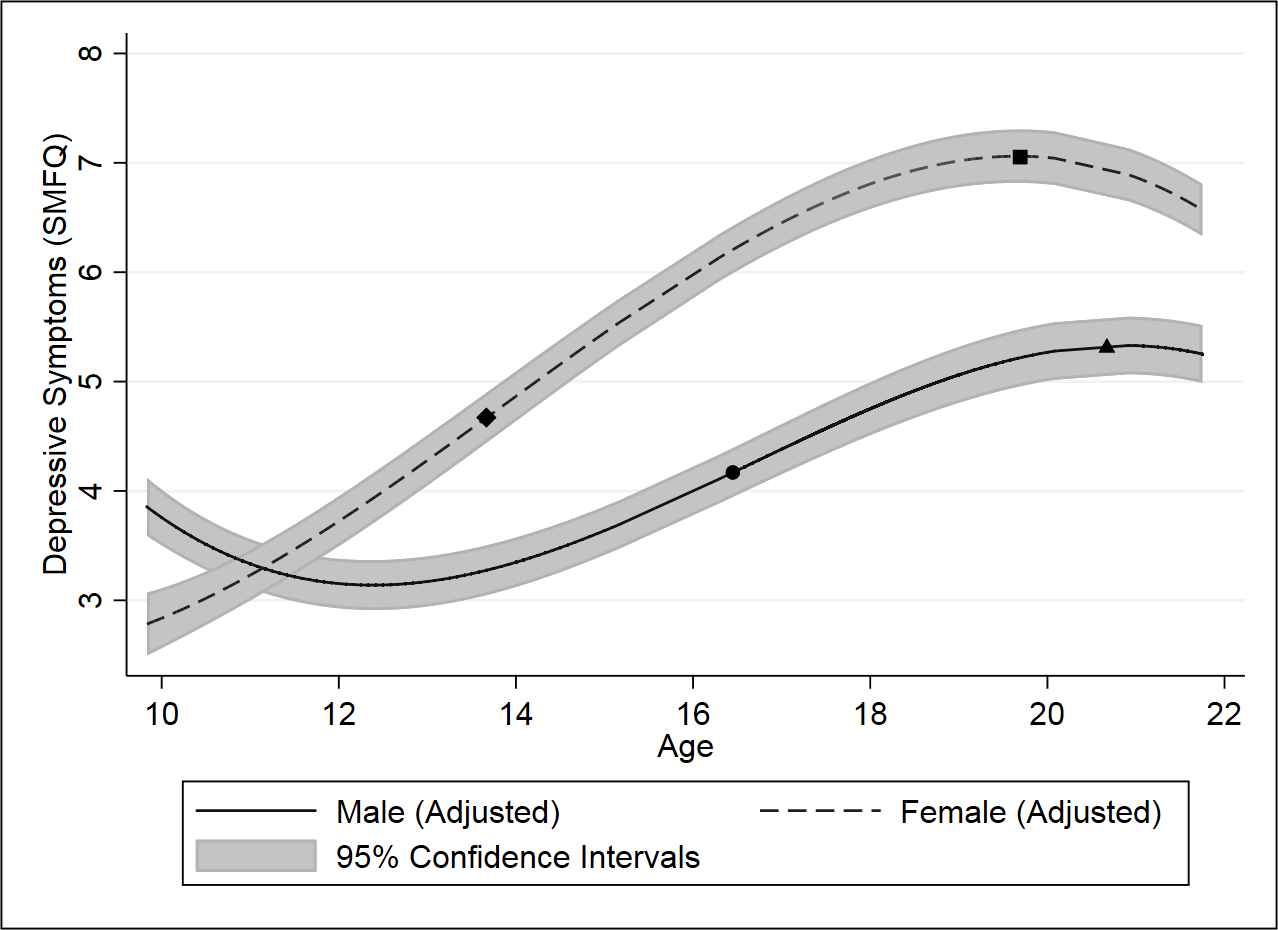 Depressive Symptoms (SMFQ)
8
7
6
5
4
3
10 12 14 16 18 20 22
Age
Male (Adjusted) Female (Adjusted)
95% Confidence Intervals